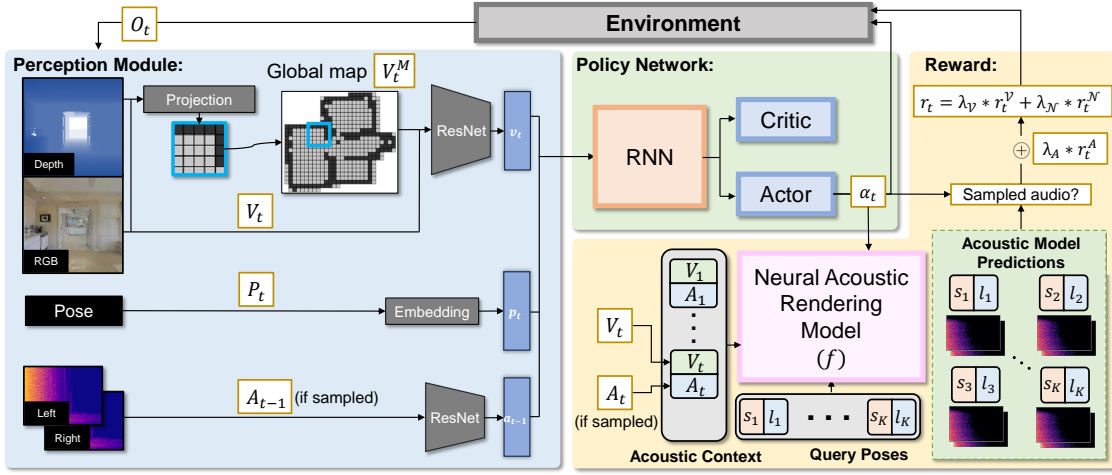 Environment
O_t
Perception Module:
Depth
RGB
Projection
Global map
V_t^M
V_t
ResNet
v_t
Pose
P_t
Embedding
p_t
Left
Right
A_{t-1} (if sampled)
ResNet
a_{t-1}
Policy Network:
RNN
Critic
Actor
α_t
Reward:
r_t = λ_𝒱 * r_t^𝒱 + λ_𝒩 * r_t^𝒩
⊕ λ_A * r_t^A
Sampled audio?
Acoustic Model
Predictions
s_1 l_1 s_2 l_2
s_3 l_3 s_K l_K
V_t
A_t
(if sampled)
V_1
A_1
V_t
A_t
Acoustic Context
Neural Acoustic
Rendering
Model
(f)
s_1 l_1 ▪ ▪ ▪ s_K l_K
Query Poses